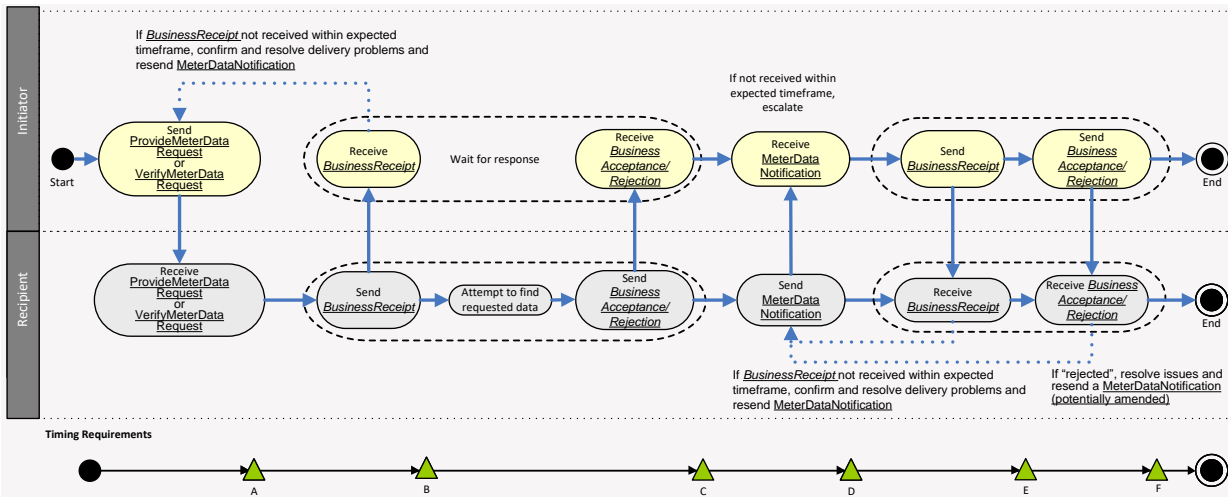 If BusinessReceipt not received within expected
timeframe, confirm and resolve delivery problems and
resend MeterDataNotification
Initiator
Start
Send
ProvideMeterData
Request
or
VerifyMeterData
Request
Receive
BusinessReceipt
Wait for response
Receive
Business
Acceptance/
Rejection
If not received within
expected timeframe,
escalate
Receive
MeterData
Notification
Send
BusinessReceipt
Send
Business
Acceptance/
Rejection
End
Recipient
Receive
ProvideMeterData
Request
or
VerifyMeterData
Request
Send
BusinessReceipt
Attempt to find
requested data
Send
Business
Acceptance/
Rejection
Send
MeterData
Notification
Receive
BusinessReceipt
Receive Business
Acceptance/
Rejection
End
If BusinessReceipt not received within expected
timeframe, confirm and resolve delivery problems and
resend MeterDataNotification
If “rejected”, resolve issues and
resend a MeterDataNotification
(potentially amended)
Timing Requirements
A
B
C
D
E
F